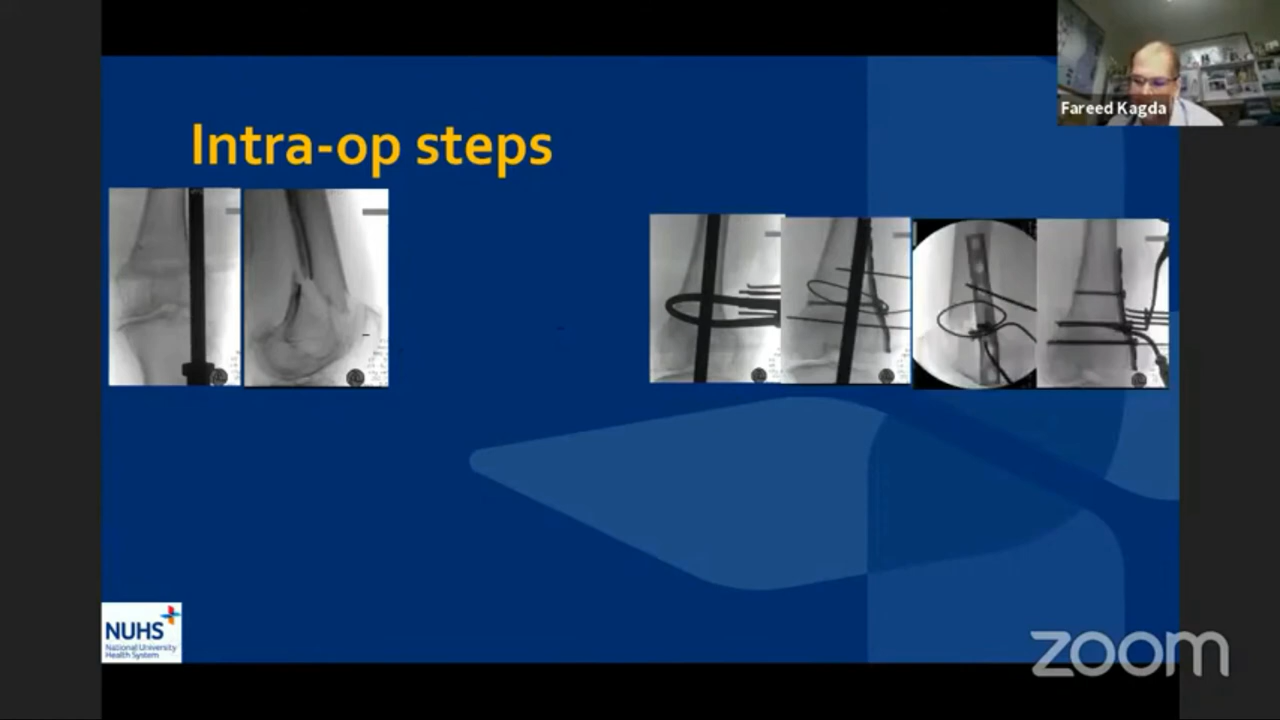 Fareed Kagda
Intra-op steps
NUHS
National University
Health System
zoom